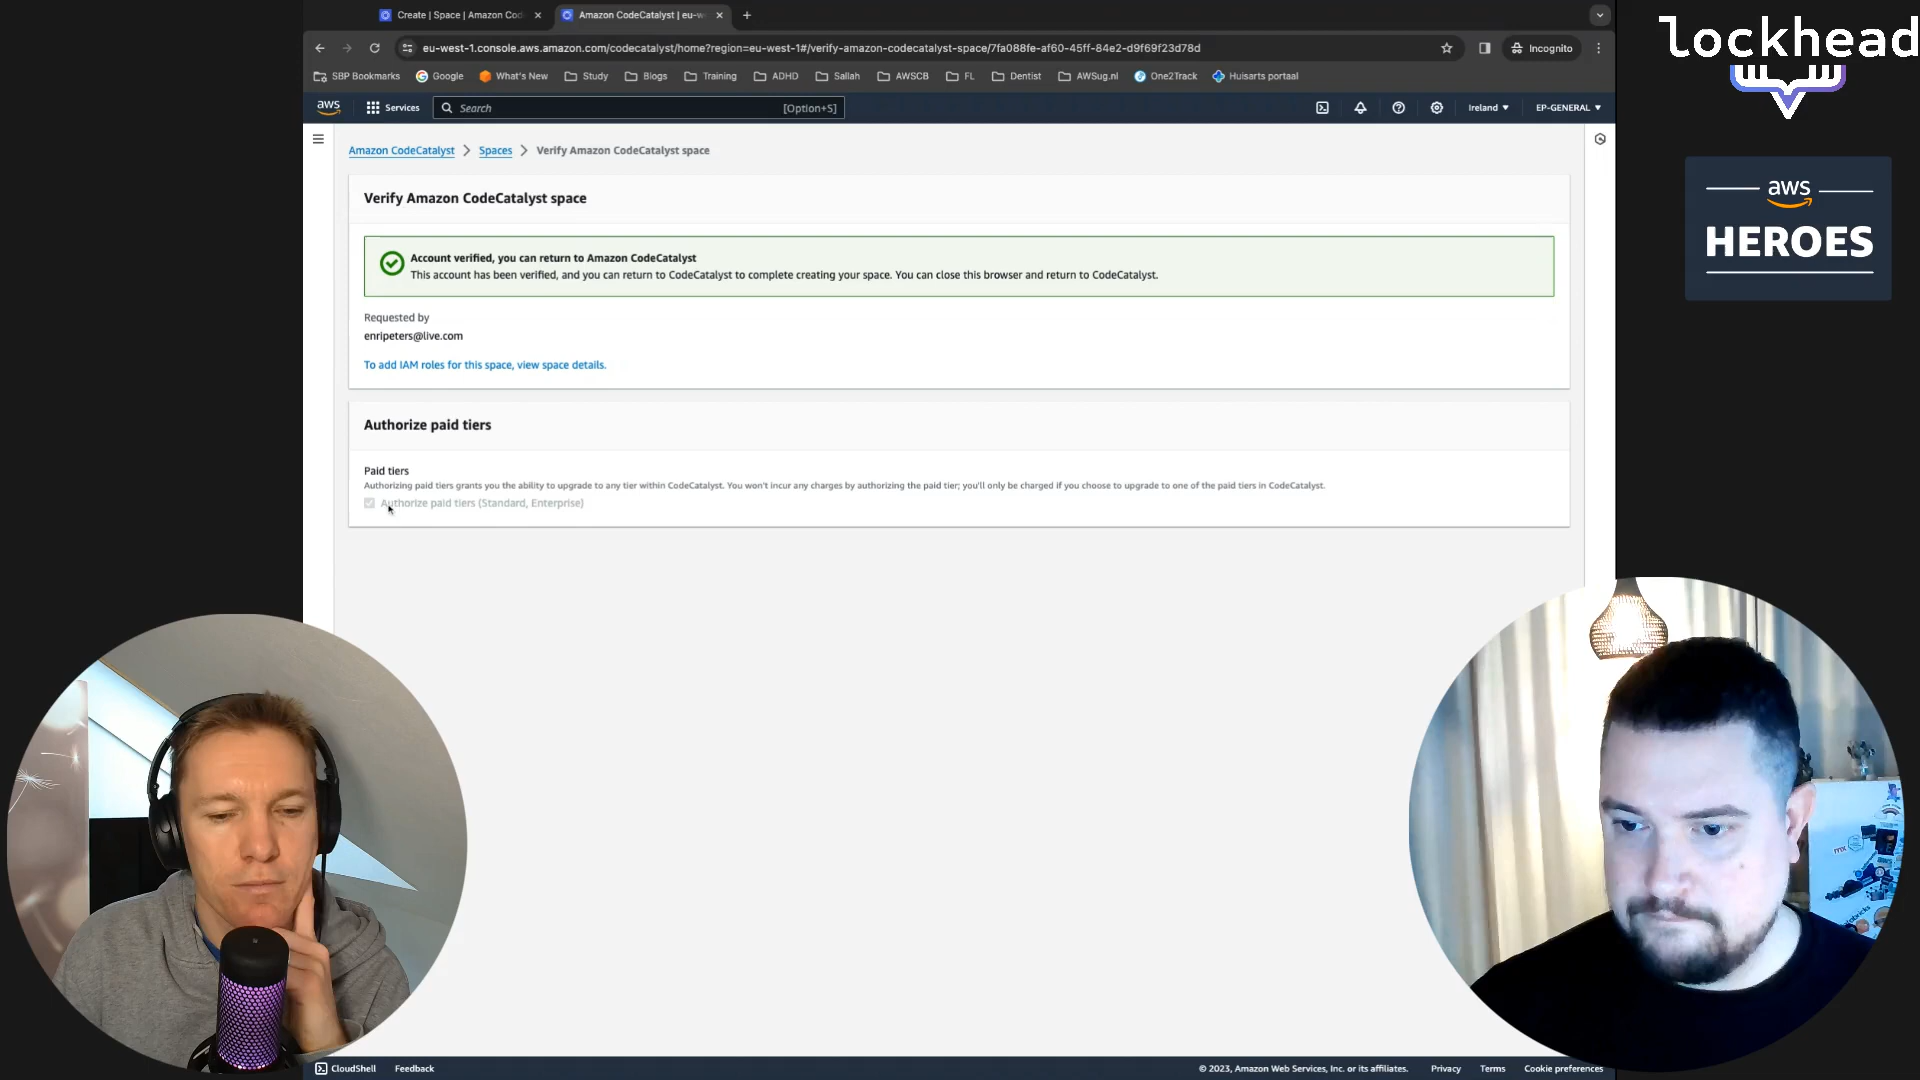 Create | Space | Amazon Cod
Amazon CodeCatalyst | eu-w
eu-west-1.console.aws.amazon.com/codecatalyst/home?region=eu-west-1#/verify-amazon-codecatalyst-space/7fa088fe-af60-45ff-84e2-d9f69f23d78d
Incognito
SBP Bookmarks
Google
What's New
Study
Blogs
Training
ADHD
Sallah
AWSCB
FL
Dentist
AWSug.nl
One2Track
Huisarts portaal
aws
Services
Search
[Option+S]
Ireland
EP-GENERAL
Amazon CodeCatalyst
Spaces
Verify Amazon CodeCatalyst space
Verify Amazon CodeCatalyst space
Account verified, you can return to Amazon CodeCatalyst
This account has been verified, and you can return to CodeCatalyst to complete creating your space. You can close this browser and return to CodeCatalyst.
Requested by
enripeters@live.com
To add IAM roles for this space, view space details.
Authorize paid tiers
Paid tiers
Authorizing paid tiers grants you the ability to upgrade to any tier within CodeCatalyst. You won't incur any charges by authorizing the paid tier; you'll only be charged if you choose to upgrade to one of the paid tiers in CodeCatalyst.
Authorize paid tiers (Standard, Enterprise)
CloudShell
Feedback
© 2023, Amazon Web Services, Inc. or its affiliates.
Privacy
Terms
Cookie preferences
lockhead
aws
HEROES